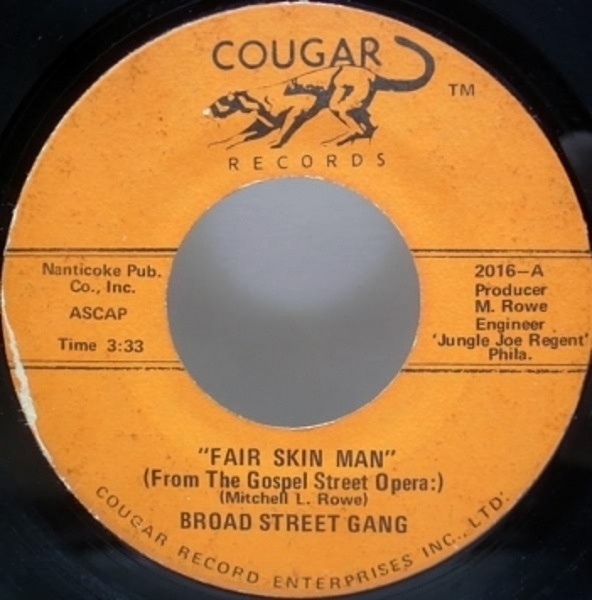 COUGAR
TM
RECORDS
Nanticoke Pub.
Co., Inc.
ASCAP
Time 3:33
2016-A
Producer
M. Rowe
Engineer
'Jungle Joe Regent'
Phila.
"FAIR SKIN MAN"
(From The Gospel Street Opera:)
(Mitchell L. Rowe)
BROAD STREET GANG
COUGAR RECORD ENTERPRISES INC., LTD.